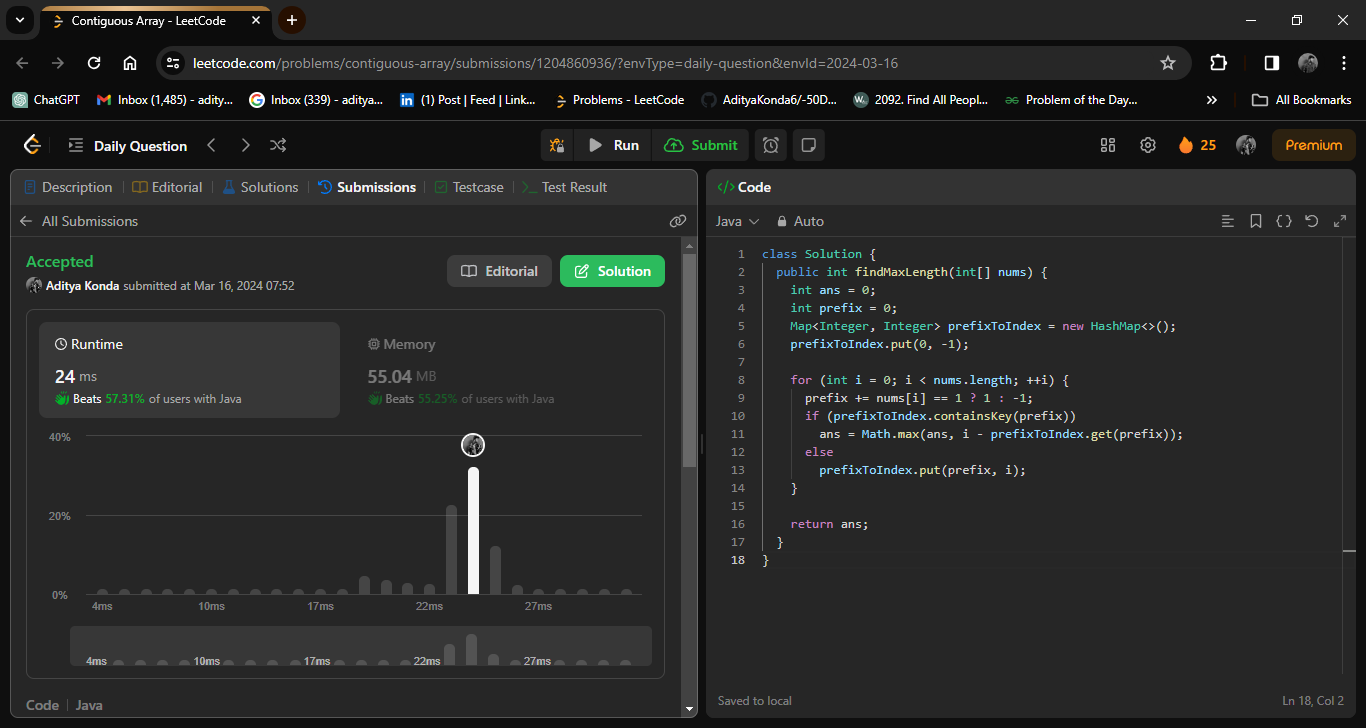 Contiguous Array - LeetCode
leetcode.com/problems/contiguous-array/submissions/1204860936/?envType=daily-question&envId=2024-03-16
ChatGPT Inbox (1,485) - adity... Inbox (339) - aditya... (1) Post | Feed | Link... Problems - LeetCode AdityaKonda6/-50D... 2092. Find All Peopl... Problem of the Day... » All Bookmarks
Daily Question Run Submit 25 Premium
Description Editorial Solutions Submissions Testcase Test Result
All Submissions
Accepted
Aditya Konda submitted at Mar 16, 2024 07:52
Editorial Solution
Runtime
24 ms
Beats 57.31% of users with Java
Memory
55.04 MB
Beats 55.25% of users with Java
40%
20%
0%
4ms 10ms 17ms 22ms 27ms
4ms 10ms 17ms 22ms 27ms
Code | Java
</> Code
Java Auto
1 class Solution {
2 public int findMaxLength(int[] nums) {
3 int ans = 0;
4 int prefix = 0;
5 Map<Integer, Integer> prefixToIndex = new HashMap<>();
6 prefixToIndex.put(0, -1);
7
8 for (int i = 0; i < nums.length; ++i) {
9 prefix += nums[i] == 1 ? 1 : -1;
10 if (prefixToIndex.containsKey(prefix))
11 ans = Math.max(ans, i - prefixToIndex.get(prefix));
12 else
13 prefixToIndex.put(prefix, i);
14 }
15
16 return ans;
17 }
18 }
Saved to local
Ln 18, Col 2